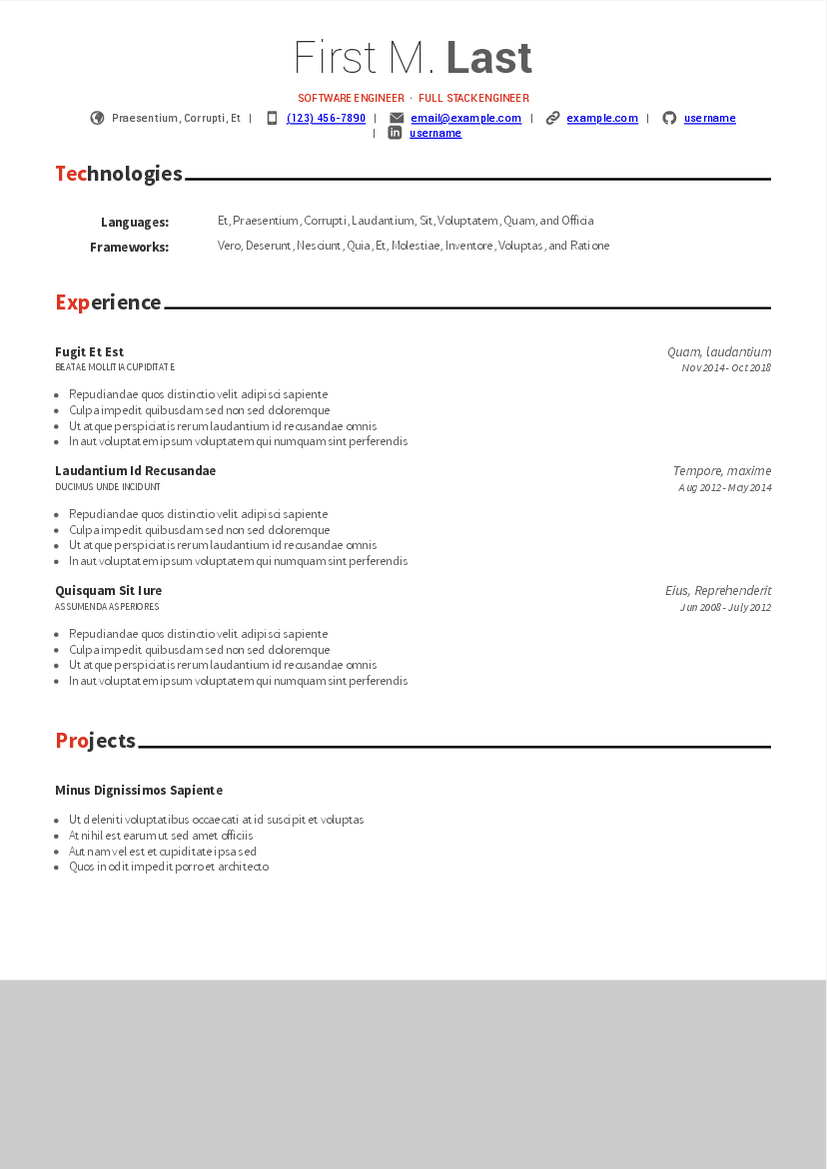 First M. Last
SOFTWARE ENGINEER · FULL STACK ENGINEER
Praesentium, Corrupti, Et | (123) 456-7890 | email@example.com | example.com | username
| username
Technologies
Languages: Et, Praesentium, Corrupti, Laudantium, Sit, Voluptatem, Quam, and Officia
Frameworks: Vero, Deserunt, Nesciunt, Quia, Et, Molestiae, Inventore, Voluptas, and Ratione
Experience
Fugit Et Est Quam, laudantium
BEATAE MOLLITIA CUPIDITATE Nov 2014 - Oct 2018
• Repudiandae quos distinctio velit adipisci sapiente
• Culpa impedit quibusdam sed non sed doloremque
• Ut atque perspiciatis rerum laudantium id recusandae omnis
• In aut voluptatem ipsum voluptatem qui numquam sint perferendis
Laudantium Id Recusandae Tempore, maxime
DUCIMUS UNDE INCIDUNT Aug 2012 - May 2014
• Repudiandae quos distinctio velit adipisci sapiente
• Culpa impedit quibusdam sed non sed doloremque
• Ut atque perspiciatis rerum laudantium id recusandae omnis
• In aut voluptatem ipsum voluptatem qui numquam sint perferendis
Quisquam Sit Iure Eius, Reprehenderit
ASSUMENDA ASPERIORES Jun 2008 - July 2012
• Repudiandae quos distinctio velit adipisci sapiente
• Culpa impedit quibusdam sed non sed doloremque
• Ut atque perspiciatis rerum laudantium id recusandae omnis
• In aut voluptatem ipsum voluptatem qui numquam sint perferendis
Projects
Minus Dignissimos Sapiente
• Ut deleniti voluptatibus occaecati at id suscipit et voluptas
• At nihil est earum ut sed amet officiis
• Aut nam vel est et cupiditate ipsa sed
• Quos in odit impedit porro et architecto